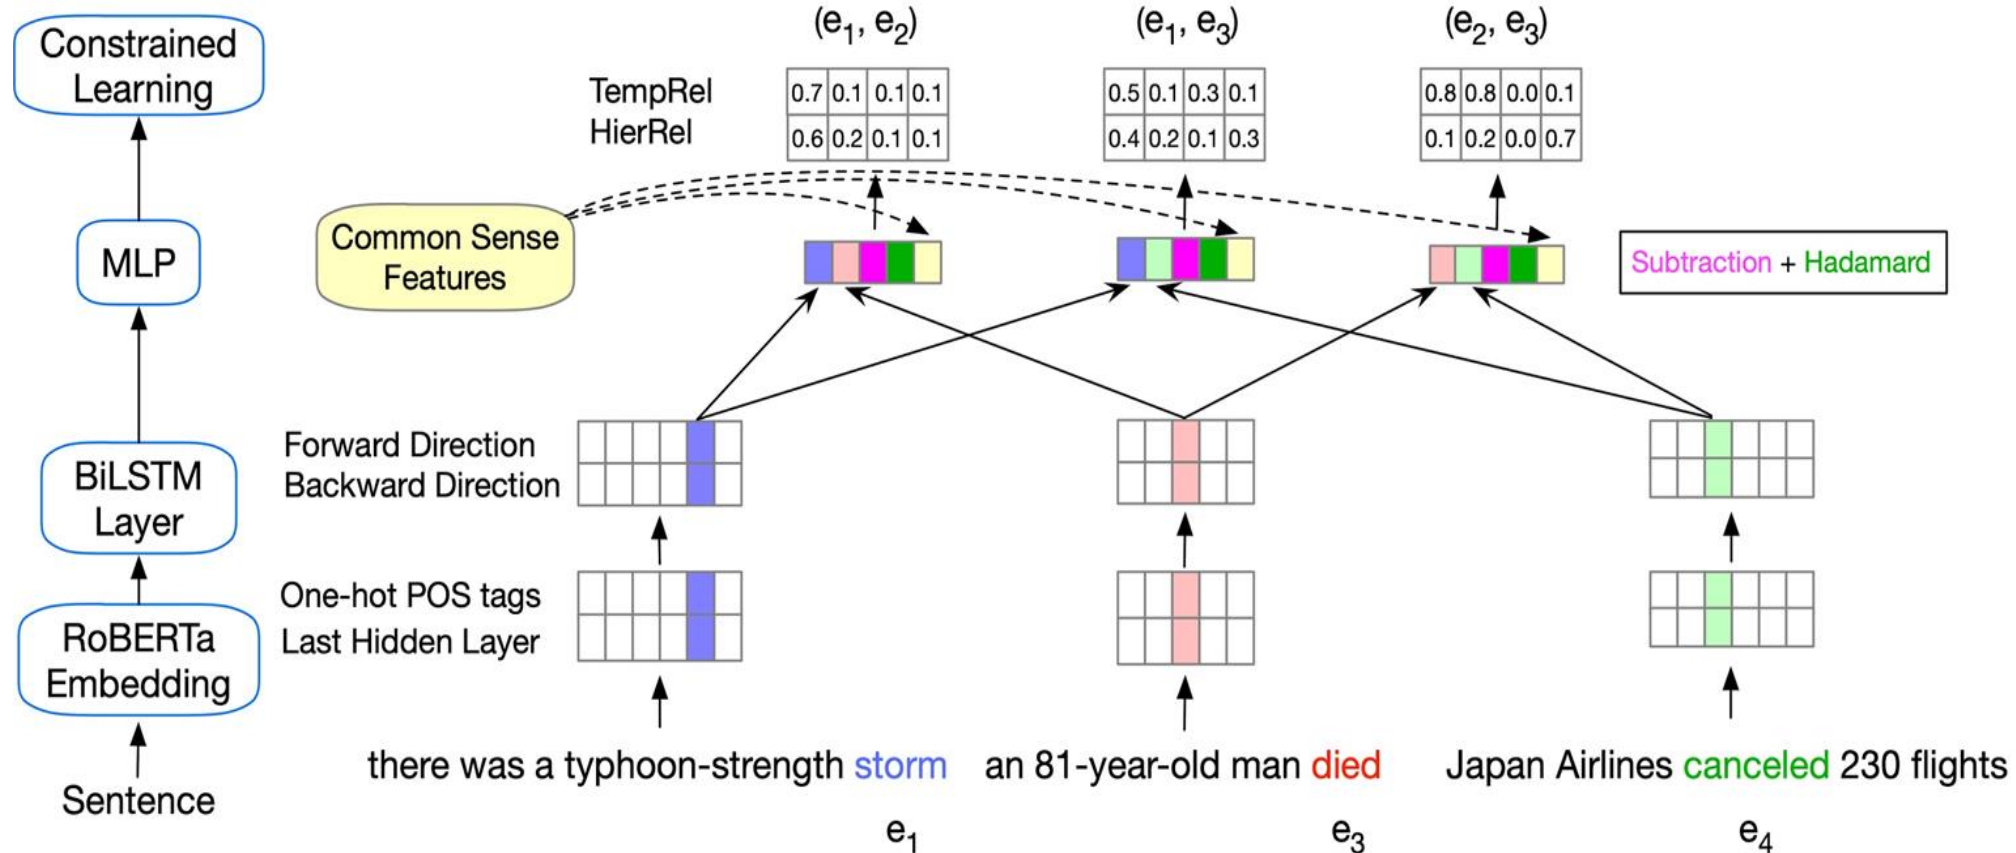 Constrained
Learning
MLP
BiLSTM
Layer
RoBERTa
Embedding
Sentence
(e1, e2)
(e1, e3)
(e2, e3)
TempRel
HierRel
0.7 0.1 0.1 0.1
0.6 0.2 0.1 0.1
0.5 0.1 0.3 0.1
0.4 0.2 0.1 0.3
0.8 0.8 0.0 0.1
0.1 0.2 0.0 0.7
Common Sense
Features
Subtraction + Hadamard
Forward Direction
Backward Direction
One-hot POS tags
Last Hidden Layer
there was a typhoon-strength storm
an 81-year-old man died
Japan Airlines canceled 230 flights
e1
e3
e4